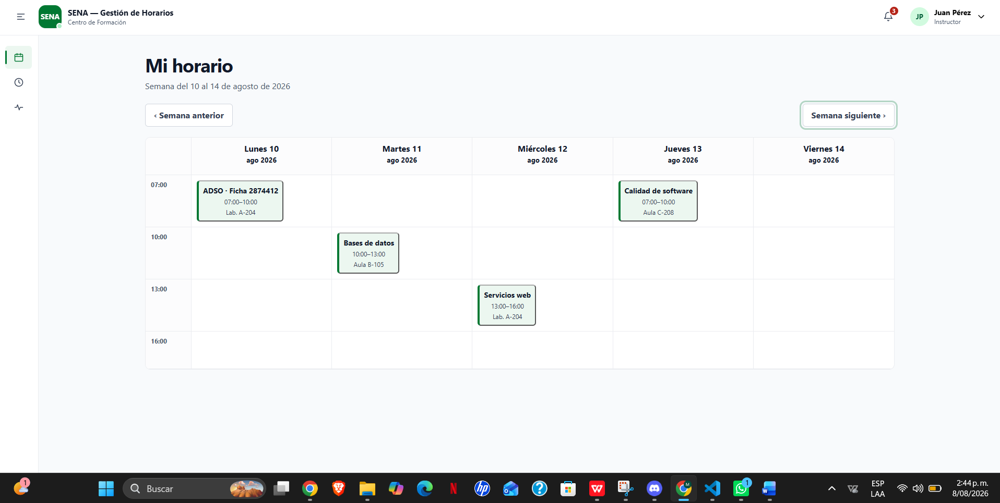 SENA
SENA — Gestión de Horarios
Centro de Formación
3
JP
Juan Pérez
Instructor
Mi horario
Semana del 10 al 14 de agosto de 2026
‹ Semana anterior
Semana siguiente ›
Lunes 10
ago 2026
Martes 11
ago 2026
Miércoles 12
ago 2026
Jueves 13
ago 2026
Viernes 14
ago 2026
07:00
ADSO · Ficha 2874412
07:00–10:00
Lab. A-204
Calidad de software
07:00–10:00
Aula C-208
10:00
Bases de datos
10:00–13:00
Aula B-105
13:00
Servicios web
13:00–16:00
Lab. A-204
16:00
1
Buscar
N
hp
?
W
M
1
W
ESP
LAA
2:44 p. m.
8/08/2026